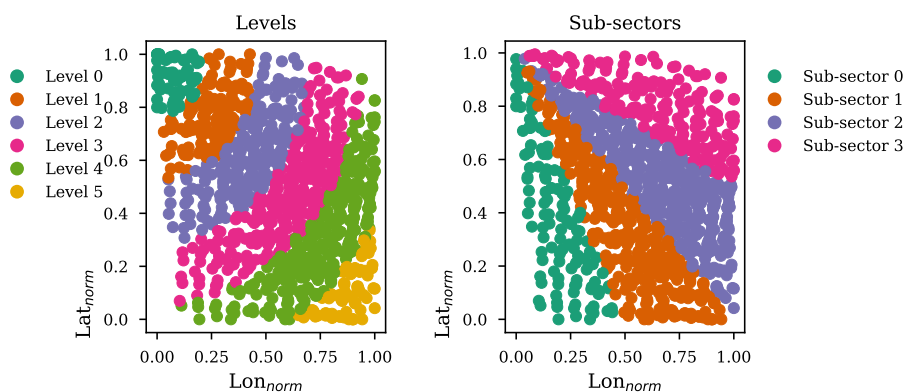 Levels
Sub-sectors
Level 0
Level 1
Level 2
Level 3
Level 4
Level 5
1.0
0.8
0.6
0.4
0.2
0.0
Lat_norm
0.00 0.25 0.50 0.75 1.00
Lon_norm
1.0
0.8
0.6
0.4
0.2
0.0
Lat_norm
0.00 0.25 0.50 0.75 1.00
Lon_norm
Sub-sector 0
Sub-sector 1
Sub-sector 2
Sub-sector 3